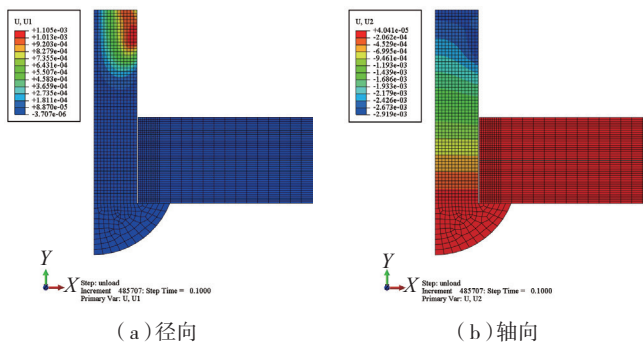 U, U1
+1.105e-03
+1.013e-03
+9.203e-04
+8.279e-04
+7.355e-04
+6.431e-04
+5.507e-04
+4.583e-04
+3.659e-04
+2.735e-04
+1.811e-04
+8.870e-05
-3.707e-06
Y
X
Step: unload
Increment 485707: Step Time = 0.1000
Primary Var: U, U1
(a)径向
U, U2
+4.041e-05
-2.062e-04
-4.529e-04
-6.995e-04
-9.461e-04
-1.193e-03
-1.439e-03
-1.686e-03
-1.933e-03
-2.179e-03
-2.426e-03
-2.673e-03
-2.919e-03
Y
X
Step: unload
Increment 485707: Step Time = 0.1000
Primary Var: U, U2
(b)轴向